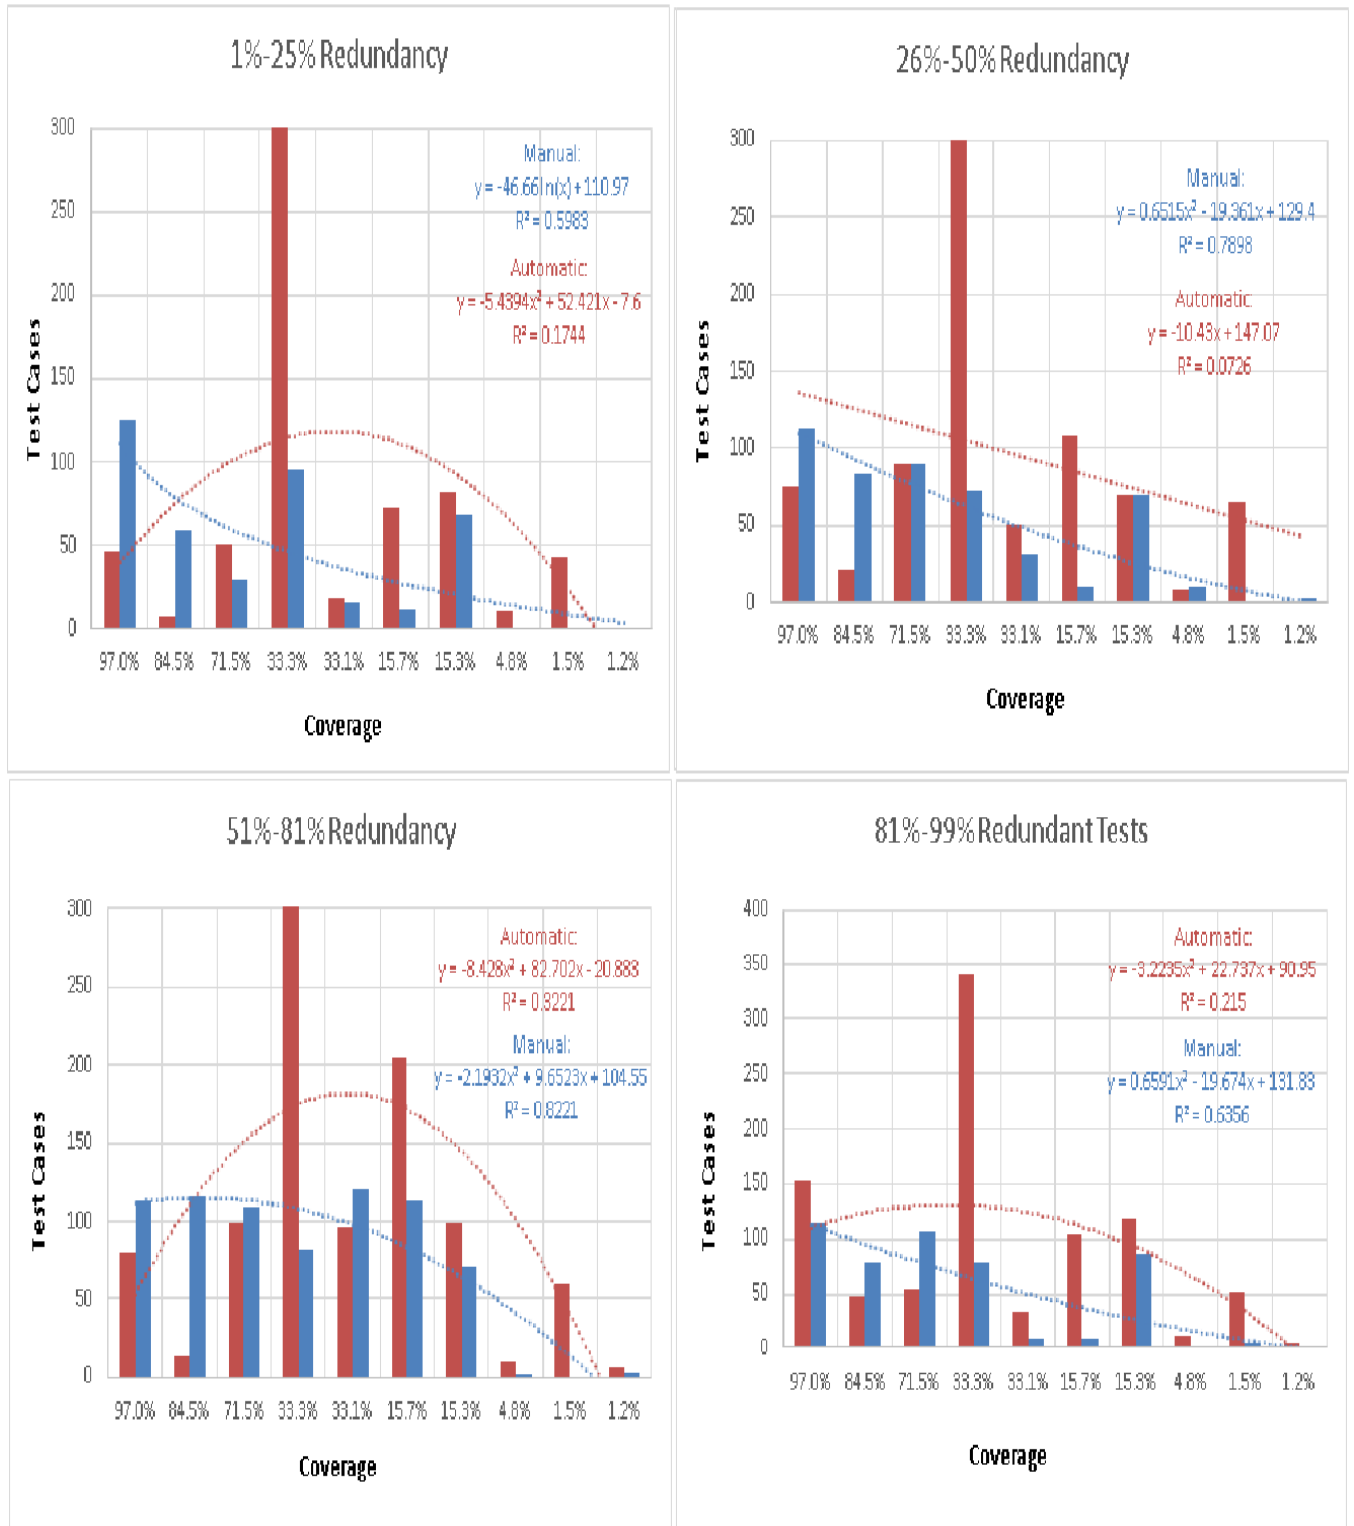 1%-25% Redundancy
300
250
200
150
100
50
0
Test Cases
Manual:
y = -46.66ln(x) + 110.97
R² = 0.5983
Automatic:
y = -5.4394x² + 52.421x - 7.6
R² = 0.1744
97.0% 84.5% 71.5% 33.3% 33.1% 15.7% 15.3% 4.8% 1.5% 1.2%
Coverage
26%-50% Redundancy
300
250
200
150
100
50
0
Test Cases
Manual:
y = 0.6515x² - 19.361x + 129.4
R² = 0.7898
Automatic:
y = -10.43x + 147.07
R² = 0.0726
97.0% 84.5% 71.5% 33.3% 33.1% 15.7% 15.3% 4.8% 1.5% 1.2%
Coverage
51%-81% Redundancy
300
250
200
150
100
50
0
Test Cases
Automatic:
y = -8.428x² + 82.702x - 20.883
R² = 0.8221
Manual:
y = -2.1932x² + 9.6523x + 104.55
R² = 0.8221
97.0% 84.5% 71.5% 33.3% 33.1% 15.7% 15.3% 4.8% 1.5% 1.2%
Coverage
81%-99% Redundant Tests
400
350
300
250
200
150
100
50
0
Test Cases
Automatic:
y = -3.2235x² + 22.737x + 90.95
R² = 0.215
Manual:
y = 0.6591x² - 19.674x + 131.83
R² = 0.6356
97.0% 84.5% 71.5% 33.3% 33.1% 15.7% 15.3% 4.8% 1.5% 1.2%
Coverage